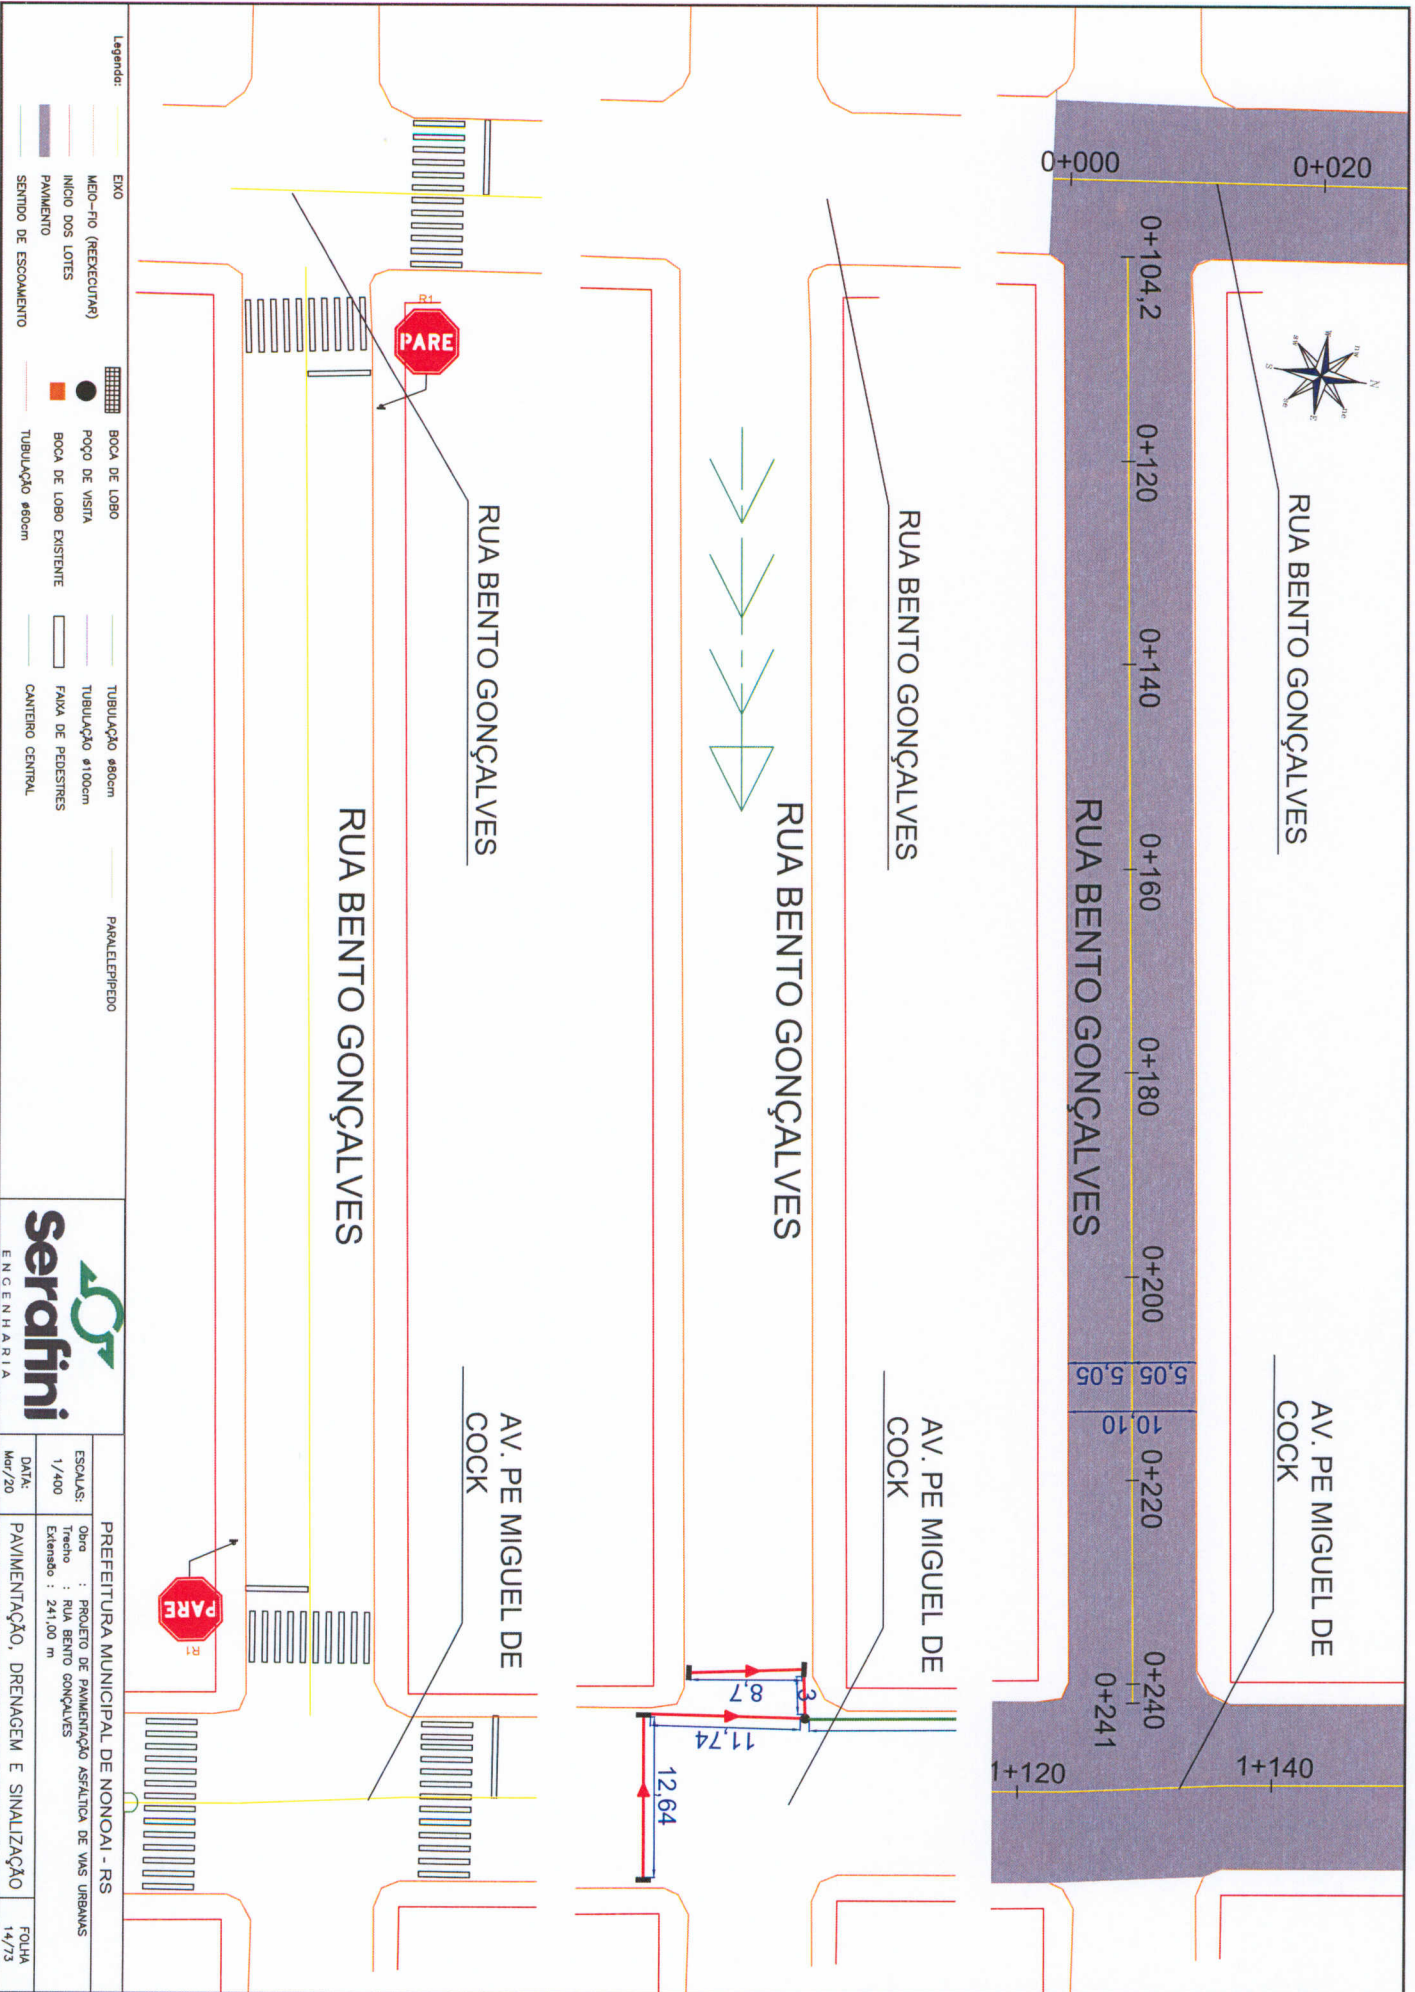 0+000
0+020
0+104,2
0+120
0+140
0+160
0+180
0+200
0+220
0+240
0+241
5,05
5,05
10,10
1+120
1+140
RUA BENTO GONÇALVES
RUA BENTO GONÇALVES
AV. PE MIGUEL DE
COCK
N
S
E
W
RUA BENTO GONÇALVES
RUA BENTO GONÇALVES
AV. PE MIGUEL DE
COCK
8,7
3
11,74
12,64
R1
PARE
RUA BENTO GONÇALVES
RUA BENTO GONÇALVES
AV. PE MIGUEL DE
COCK
PARE
R1
Legenda:
EIXO
MEIO-FIO (REEXECUTAR)
INÍCIO DOS LOTES
PAVIMENTO
SENTIDO DE ESCOAMENTO
BOCA DE LOBO
POÇO DE VISITA
BOCA DE LOBO EXISTENTE
TUBULAÇÃO ø60cm
TUBULAÇÃO ø80cm
TUBULAÇÃO ø100cm
FAIXA DE PEDESTRES
CANTEIRO CENTRAL
PARALELEPÍPEDO
serafini
ENGENHARIA
PREFEITURA MUNICIPAL DE NONOAI - RS
ESCALAS:
1/400
Obra : PROJETO DE PAVIMENTAÇÃO ASFÁLTICA DE VIAS URBANAS
Trecho : RUA BENTO GONÇALVES
Extensão : 241,00 m
DATA:
Mar/20
PAVIMENTAÇÃO, DRENAGEM E SINALIZAÇÃO
FOLHA
14/73